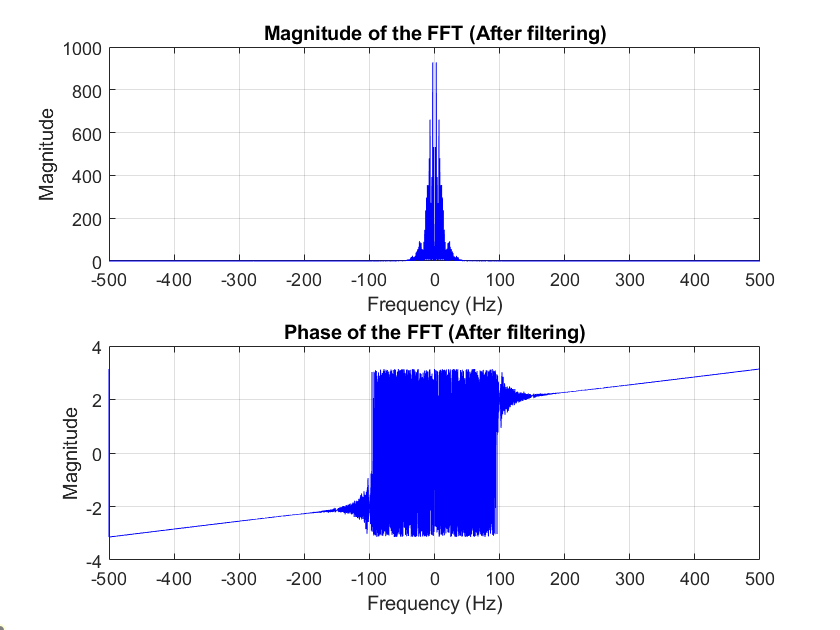 Magnitude of the FFT (After filtering)
1000
800
600
400
200
0
Magnitude
-500 -400 -300 -200 -100 0 100 200 300 400 500
Frequency (Hz)
Phase of the FFT (After filtering)
4
2
0
-2
-4
Magnitude
-500 -400 -300 -200 -100 0 100 200 300 400 500
Frequency (Hz)